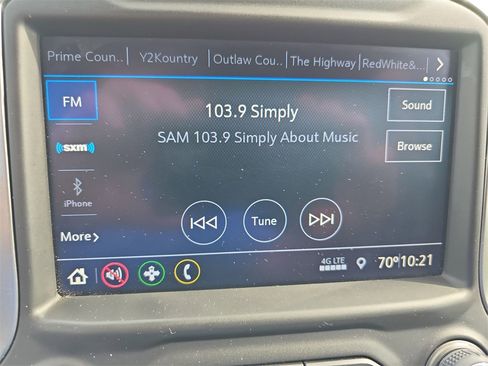 Prime Coun.. Y2Kountry Outlaw Cou.. The Highway RedWhite&...
FM
103.9 Simply
Sound
SAM 103.9 Simply About Music
((sxm))
Browse
iPhone
Tune
More
4G LTE
70° 10:21